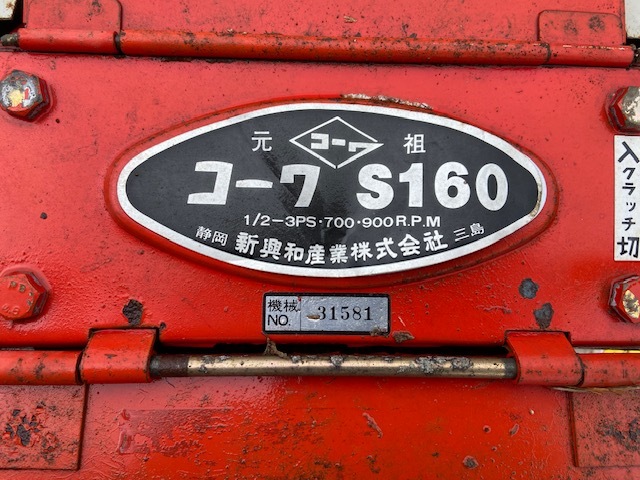 元 コーワ 祖
コーワ S160
1/2-3PS・700・900R.P.M
静岡 新興和産業株式会社 三島
機械
NO. 31581
入クラッチ切